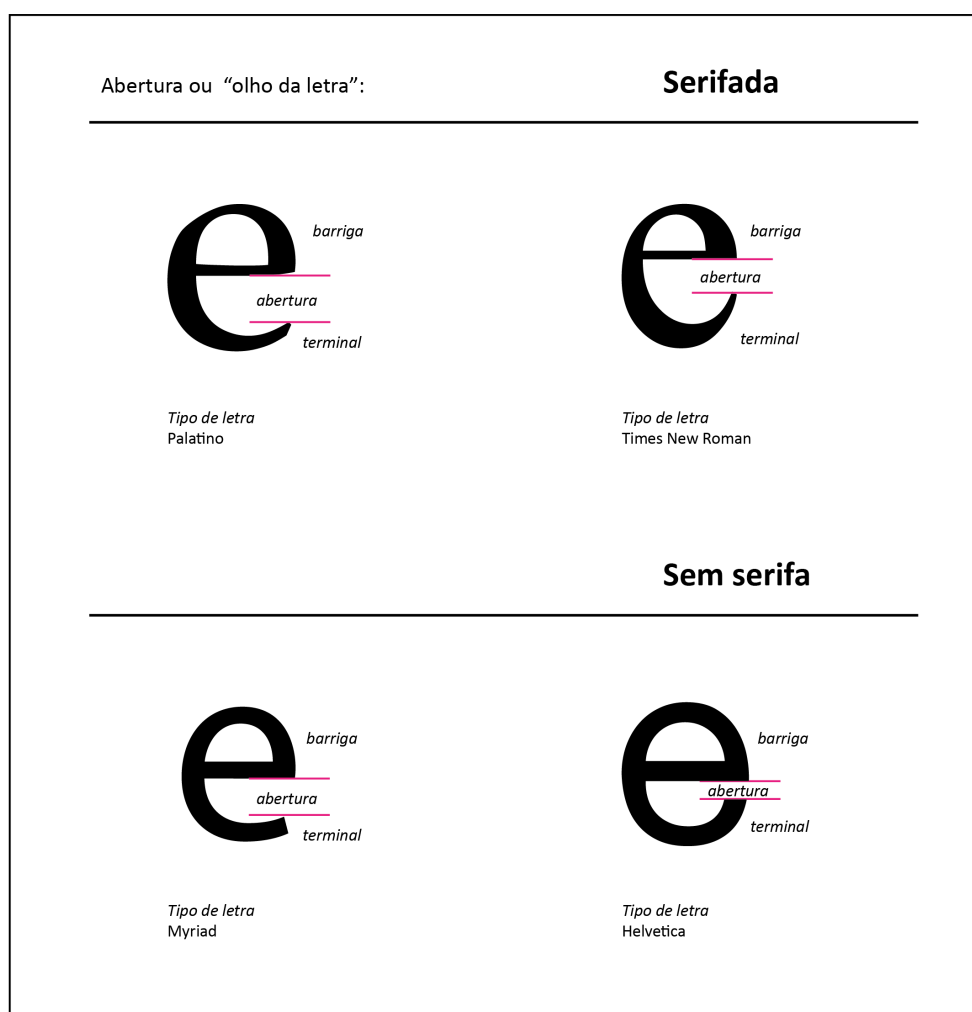 Abertura ou “olho da letra”:
Serifada
e
barriga
abertura
terminal
Tipo de letra
Palatino
e
barriga
abertura
terminal
Tipo de letra
Times New Roman
Sem serifa
e
barriga
abertura
terminal
Tipo de letra
Myriad
e
barriga
abertura
terminal
Tipo de letra
Helvetica